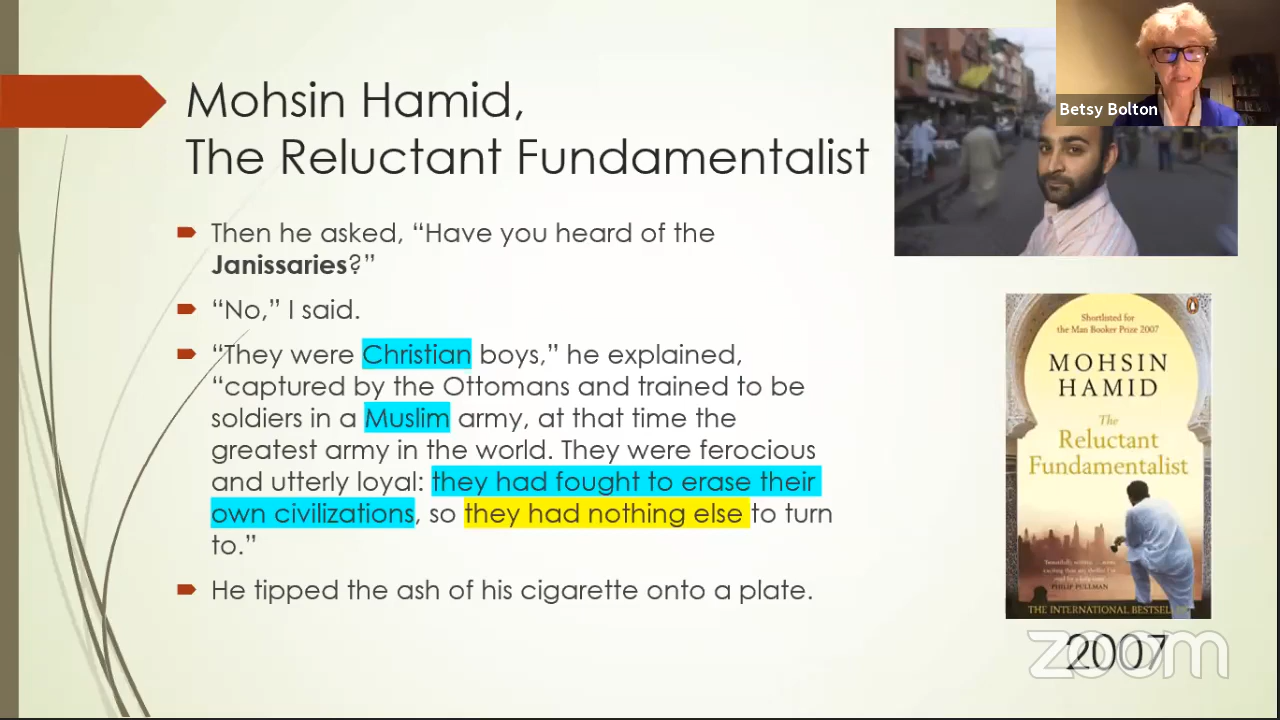 Betsy Bolton
Mohsin Hamid,
The Reluctant Fundamentalist
Then he asked, “Have you heard of the
Janissaries?”
“No,” I said.
“They were Christian boys,” he explained,
“captured by the Ottomans and trained to be
soldiers in a Muslim army, at that time the
greatest army in the world. They were ferocious
and utterly loyal: they had fought to erase their
own civilizations, so they had nothing else to turn
to.”
He tipped the ash of his cigarette onto a plate.
Shortlisted for
the Man Booker Prize 2007
MOHSIN
HAMID
The
Reluctant
Fundamentalist
PHILIP PULLMAN
THE INTERNATIONAL BESTSELLER
2007
zoom